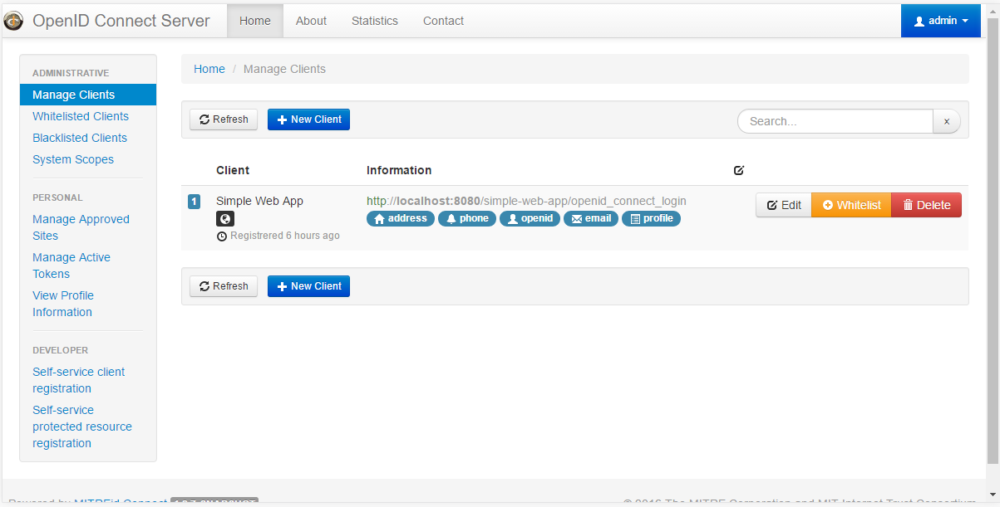 OpenID Connect Server Home About Statistics Contact admin
ADMINISTRATIVE
Manage Clients
Whitelisted Clients
Blacklisted Clients
System Scopes
PERSONAL
Manage Approved
Sites
Manage Active
Tokens
View Profile
Information
DEVELOPER
Self-service client
registration
Self-service
protected resource
registration
Home / Manage Clients
Refresh New Client Search... x
Client Information
1 Simple Web App http://localhost:8080/simple-web-app/openid_connect_login Edit Whitelist Delete
address phone openid email profile
Registrered 6 hours ago
Refresh New Client
Powered by MITREid Connect © 2016 The MITRE Corporation and MIT Internet Trust Consortium